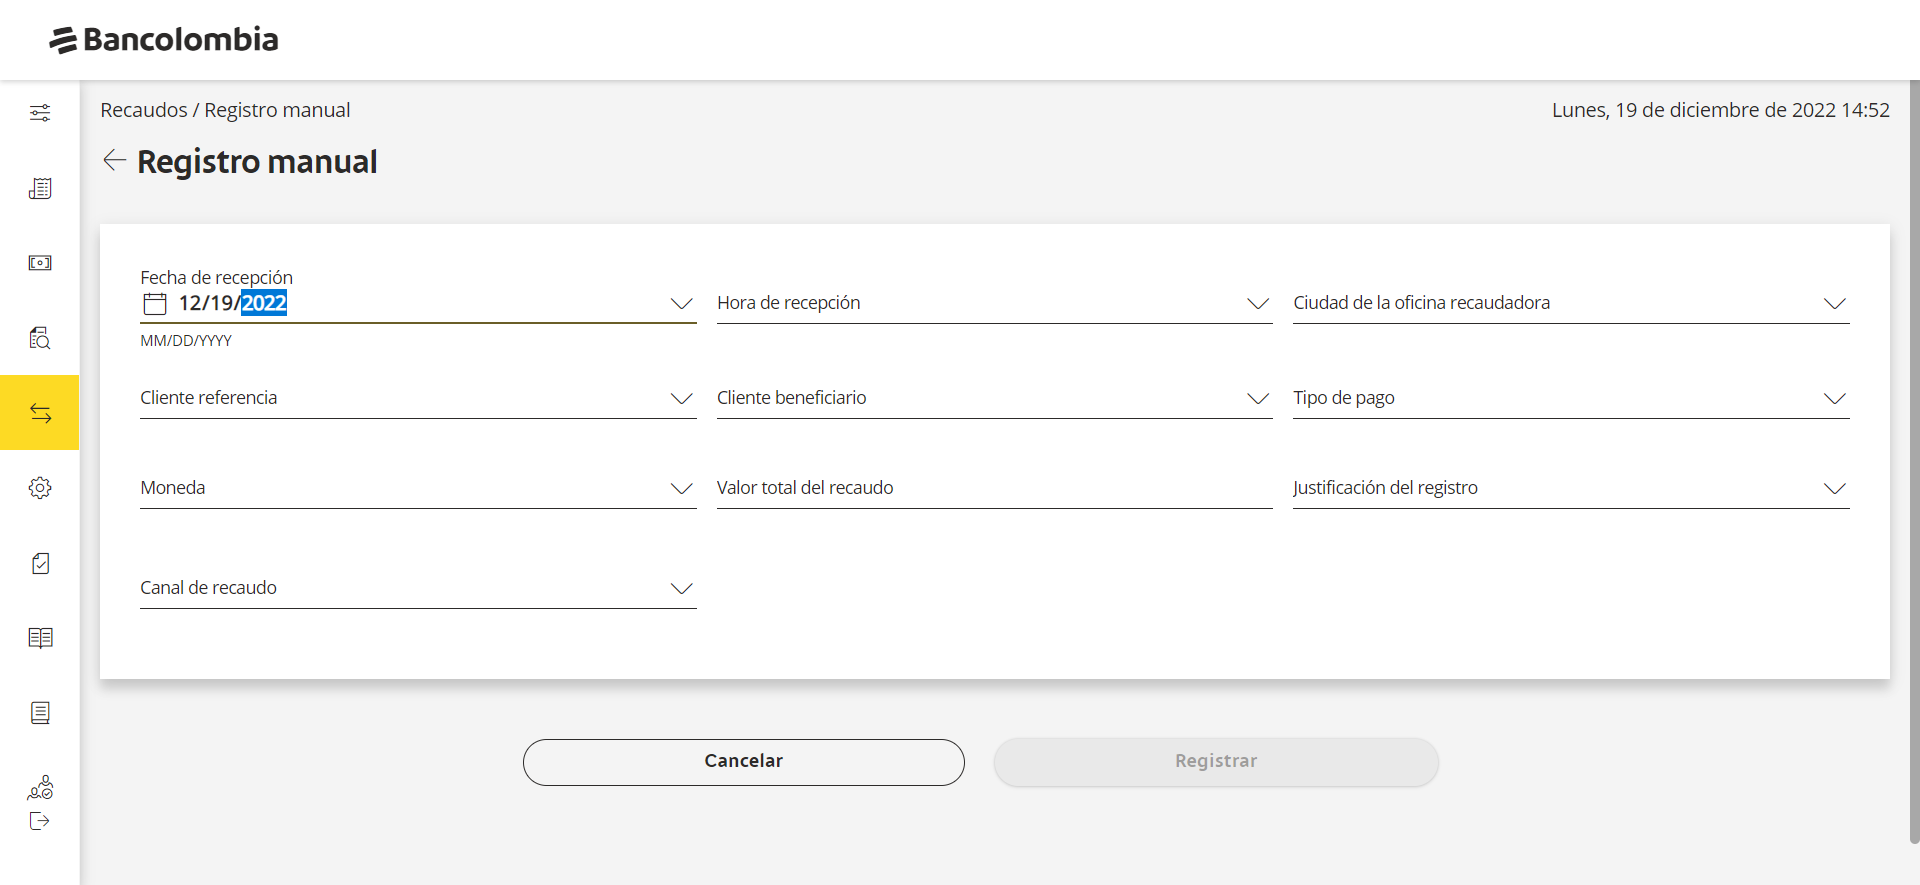 Bancolombia
Recaudos / Registro manual
Lunes, 19 de diciembre de 2022 14:52
Registro manual
Fecha de recepción
12/19/2022
Hora de recepción
Ciudad de la oficina recaudadora
MM/DD/YYYY
Cliente referencia
Cliente beneficiario
Tipo de pago
Moneda
Valor total del recaudo
Justificación del registro
Canal de recaudo
Cancelar
Registrar